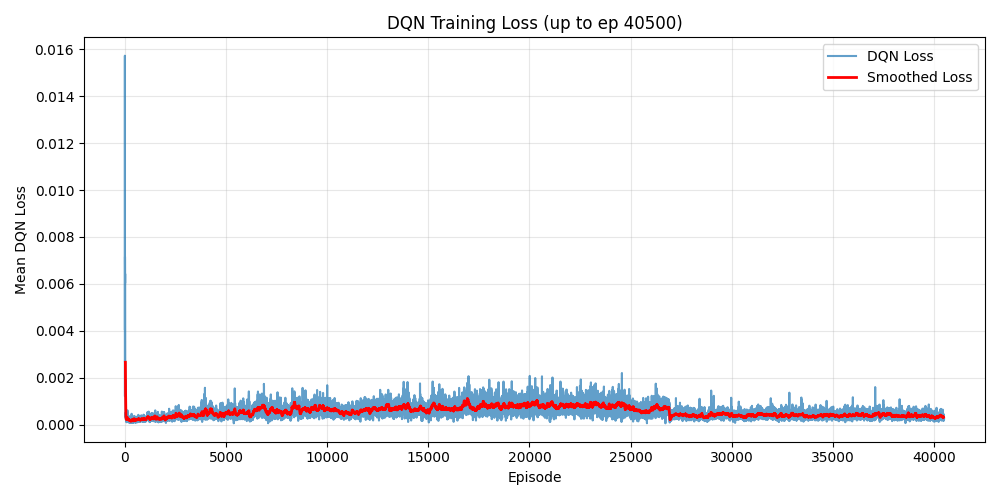 DQN Training Loss (up to ep 40500)
DQN Loss
Smoothed Loss
Mean DQN Loss
0.016
0.014
0.012
0.010
0.008
0.006
0.004
0.002
0.000
0 5000 10000 15000 20000 25000 30000 35000 40000
Episode